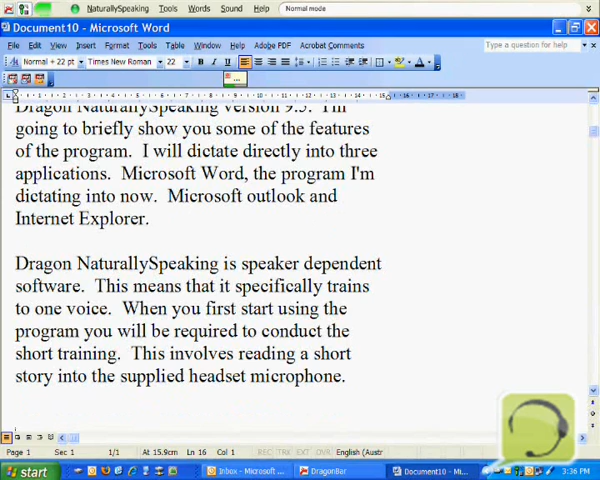 NaturallySpeaking Tools Words Sound Help Normal mode
Document10 - Microsoft Word
File Edit View Insert Format Tools Table Window Help Adobe PDF Acrobat Comments Type a question for help
Normal + 22 pt Times New Roman 22 B I U
...
Dragon NaturallySpeaking version 9.5. I'm
going to briefly show you some of the features
of the program. I will dictate directly into three
applications. Microsoft Word, the program I'm
dictating into now. Microsoft outlook and
Internet Explorer.
Dragon NaturallySpeaking is speaker dependent
software. This means that it specifically trains
to one voice. When you first start using the
program you will be required to conduct the
short training. This involves reading a short
story into the supplied headset microphone.
Page 1 Sec 1 1/1 At 15.9cm Ln 16 Col 1 REC TRK EXT OVR English (Austr
start Inbox - Microsoft ... DragonBar Document10 - Mi... 3:36 PM